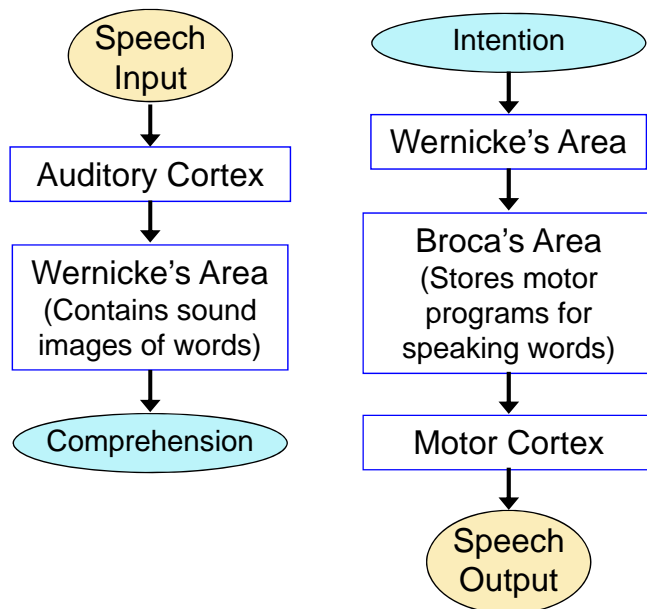 Speech
Input
Auditory Cortex
Wernicke's Area
(Contains sound
images of words)
Comprehension
Intention
Wernicke's Area
Broca's Area
(Stores motor
programs for
speaking words)
Motor Cortex
Speech
Output